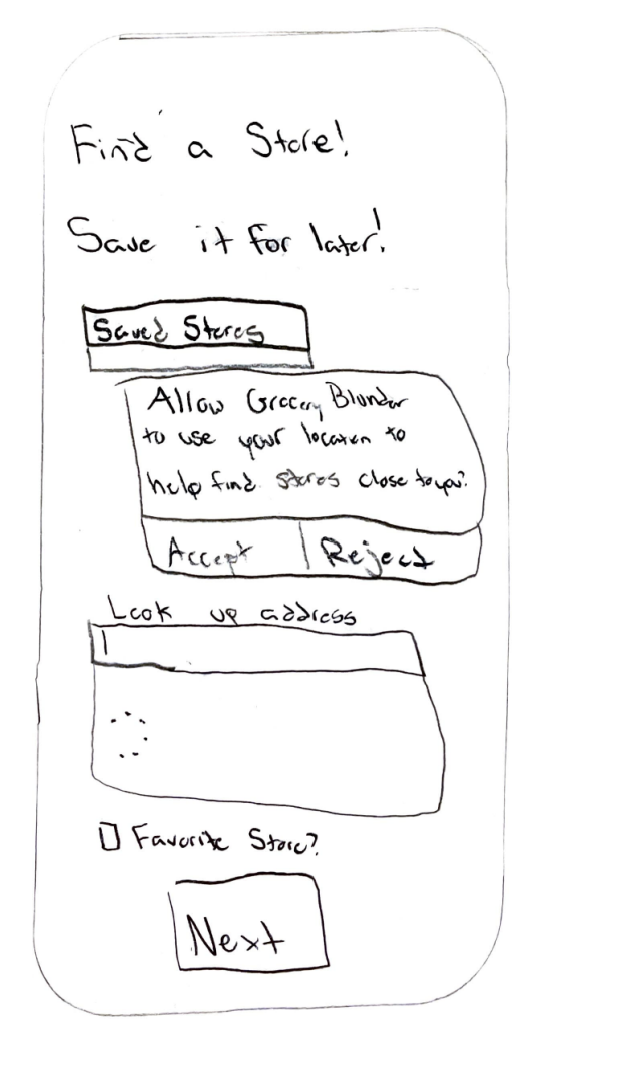 Find a Store!
Save it for later!
Saved Stores
Allow Grocery Blunder
to use your location to
help find stores close to you?
Accept
Reject
Look up address
Favorite Store?
Next